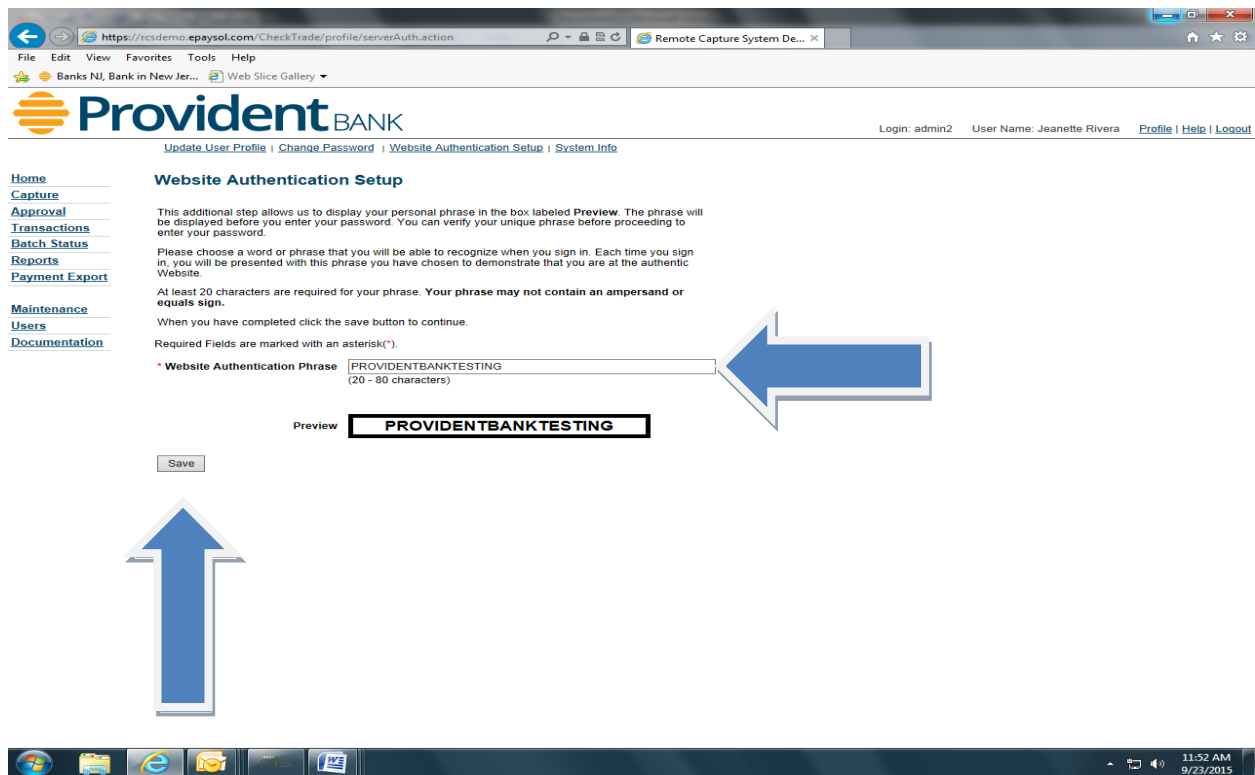 https://rcsdemo.epaysol.com/CheckTrade/profile/serverAuth.action
Remote Capture System De...
File Edit View Favorites Tools Help
Banks NJ, Bank in New Jer... Web Slice Gallery
Provident BANK
Login: admin2 User Name: Jeanette Rivera Profile | Help | Logout
Update User Profile | Change Password | Website Authentication Setup | System Info
Home
Capture
Approval
Transactions
Batch Status
Reports
Payment Export
Maintenance
Users
Documentation
Website Authentication Setup
This additional step allows us to display your personal phrase in the box labeled Preview. The phrase will
be displayed before you enter your password. You can verify your unique phrase before proceeding to
enter your password.
Please choose a word or phrase that you will be able to recognize when you sign in. Each time you sign
in, you will be presented with this phrase you have chosen to demonstrate that you are at the authentic
Website.
At least 20 characters are required for your phrase. Your phrase may not contain an ampersand or
equals sign.
When you have completed click the save button to continue.
Required Fields are marked with an asterisk(*).
* Website Authentication Phrase PROVIDENTBANKTESTING
(20 - 80 characters)
Preview PROVIDENTBANKTESTING
Save
11:52 AM
9/23/2015